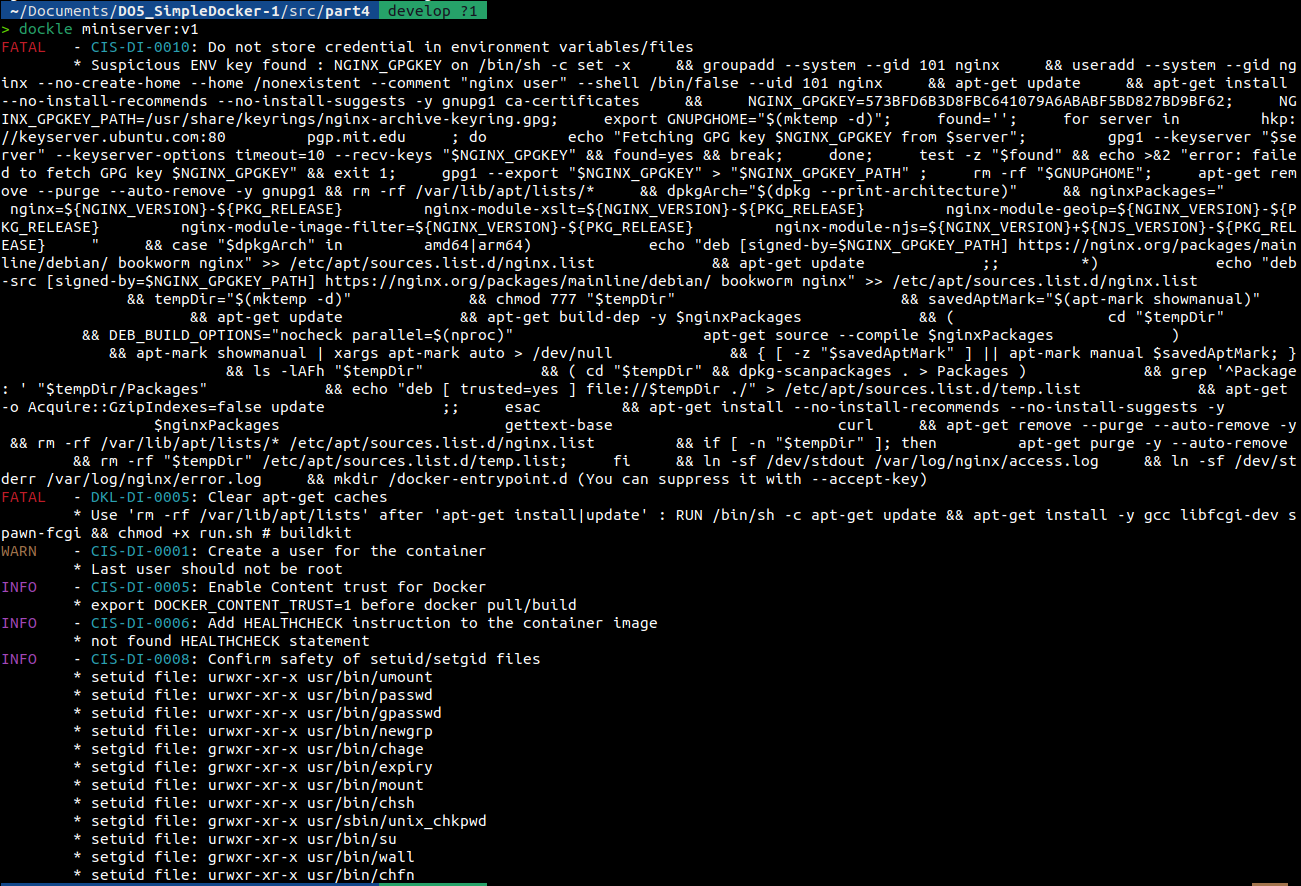 ~/Documents/DO5_SimpleDocker-1/src/part4 develop ?1
> dockle miniserver:v1
FATAL - CIS-DI-0010: Do not store credential in environment variables/files
* Suspicious ENV key found : NGINX_GPGKEY on /bin/sh -c set -x && groupadd --system --gid 101 nginx && useradd --system --gid ng
inx --no-create-home --home /nonexistent --comment "nginx user" --shell /bin/false --uid 101 nginx && apt-get update && apt-get install
--no-install-recommends --no-install-suggests -y gnupg1 ca-certificates && NGINX_GPGKEY=573BFD6B3D8FBC641079A6ABABF5BD827BD9BF62; NG
INX_GPGKEY_PATH=/usr/share/keyrings/nginx-archive-keyring.gpg; export GNUPGHOME="$(mktemp -d)"; found=''; for server in hkp:
//keyserver.ubuntu.com:80 pgp.mit.edu ; do echo "Fetching GPG key $NGINX_GPGKEY from $server"; gpg1 --keyserver "$se
rver" --keyserver-options timeout=10 --recv-keys "$NGINX_GPGKEY" && found=yes && break; done; test -z "$found" && echo >&2 "error: faile
d to fetch GPG key $NGINX_GPGKEY" && exit 1; gpg1 --export "$NGINX_GPGKEY" > "$NGINX_GPGKEY_PATH" ; rm -rf "$GNUPGHOME"; apt-get rem
ove --purge --auto-remove -y gnupg1 && rm -rf /var/lib/apt/lists/* && dpkgArch="$(dpkg --print-architecture)" && nginxPackages="
nginx=${NGINX_VERSION}-${PKG_RELEASE} nginx-module-xslt=${NGINX_VERSION}-${PKG_RELEASE} nginx-module-geoip=${NGINX_VERSION}-${P
KG_RELEASE} nginx-module-image-filter=${NGINX_VERSION}-${PKG_RELEASE} nginx-module-njs=${NGINX_VERSION}+${NJS_VERSION}-${PKG_REL
EASE} " && case "$dpkgArch" in amd64|arm64) echo "deb [signed-by=$NGINX_GPGKEY_PATH] https://nginx.org/packages/main
line/debian/ bookworm nginx" >> /etc/apt/sources.list.d/nginx.list && apt-get update ;; *) echo "deb
-src [signed-by=$NGINX_GPGKEY_PATH] https://nginx.org/packages/mainline/debian/ bookworm nginx" >> /etc/apt/sources.list.d/nginx.list
&& tempDir="$(mktemp -d)" && chmod 777 "$tempDir" && savedAptMark="$(apt-mark showmanual)"
&& apt-get update && apt-get build-dep -y $nginxPackages && ( cd "$tempDir"
&& DEB_BUILD_OPTIONS="nocheck parallel=$(nproc)" apt-get source --compile $nginxPackages )
&& apt-mark showmanual | xargs apt-mark auto > /dev/null && { [ -z "$savedAptMark" ] || apt-mark manual $savedAptMark; }
&& ls -lAFh "$tempDir" && ( cd "$tempDir" && dpkg-scanpackages . > Packages ) && grep '^Package
: ' "$tempDir/Packages" && echo "deb [ trusted=yes ] file://$tempDir ./" > /etc/apt/sources.list.d/temp.list && apt-get
-o Acquire::GzipIndexes=false update ;; esac && apt-get install --no-install-recommends --no-install-suggests -y
$nginxPackages gettext-base curl && apt-get remove --purge --auto-remove -y
&& rm -rf /var/lib/apt/lists/* /etc/apt/sources.list.d/nginx.list && if [ -n "$tempDir" ]; then apt-get purge -y --auto-remove
&& rm -rf "$tempDir" /etc/apt/sources.list.d/temp.list; fi && ln -sf /dev/stdout /var/log/nginx/access.log && ln -sf /dev/st
derr /var/log/nginx/error.log && mkdir /docker-entrypoint.d (You can suppress it with --accept-key)
FATAL - DKL-DI-0005: Clear apt-get caches
* Use 'rm -rf /var/lib/apt/lists' after 'apt-get install|update' : RUN /bin/sh -c apt-get update && apt-get install -y gcc libfcgi-dev s
pawn-fcgi && chmod +x run.sh # buildkit
WARN - CIS-DI-0001: Create a user for the container
* Last user should not be root
INFO - CIS-DI-0005: Enable Content trust for Docker
* export DOCKER_CONTENT_TRUST=1 before docker pull/build
INFO - CIS-DI-0006: Add HEALTHCHECK instruction to the container image
* not found HEALTHCHECK statement
INFO - CIS-DI-0008: Confirm safety of setuid/setgid files
* setuid file: urwxr-xr-x usr/bin/umount
* setuid file: urwxr-xr-x usr/bin/passwd
* setuid file: urwxr-xr-x usr/bin/gpasswd
* setuid file: urwxr-xr-x usr/bin/newgrp
* setgid file: grwxr-xr-x usr/bin/chage
* setgid file: grwxr-xr-x usr/bin/expiry
* setuid file: urwxr-xr-x usr/bin/mount
* setuid file: urwxr-xr-x usr/bin/chsh
* setgid file: grwxr-xr-x usr/sbin/unix_chkpwd
* setuid file: urwxr-xr-x usr/bin/su
* setgid file: grwxr-xr-x usr/bin/wall
* setuid file: urwxr-xr-x usr/bin/chfn